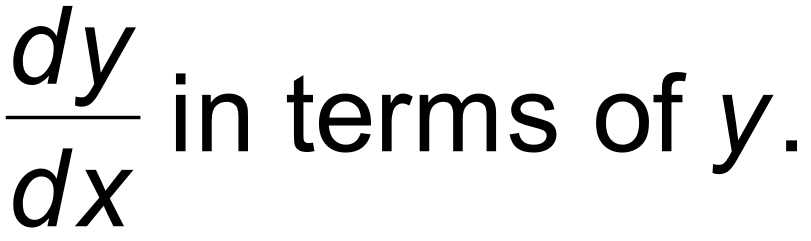 dy/dx in terms of y.